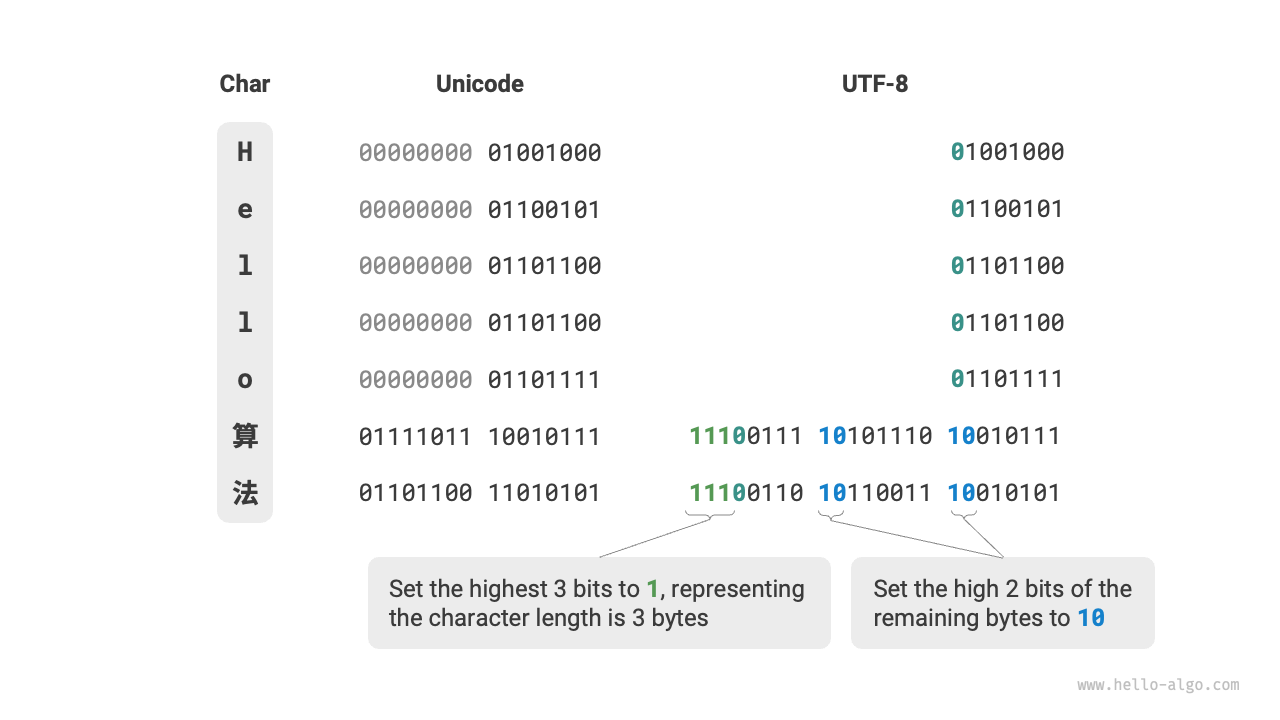 Char Unicode UTF-8
H 00000000 01001000 01001000
e 00000000 01100101 01100101
l 00000000 01101100 01101100
l 00000000 01101100 01101100
o 00000000 01101111 01101111
算 01111011 10010111 11100111 10101110 10010111
法 01101100 11010101 11100110 10110011 10010101
Set the highest 3 bits to 1, representing
the character length is 3 bytes
Set the high 2 bits of the
remaining bytes to 10
www.hello-algo.com